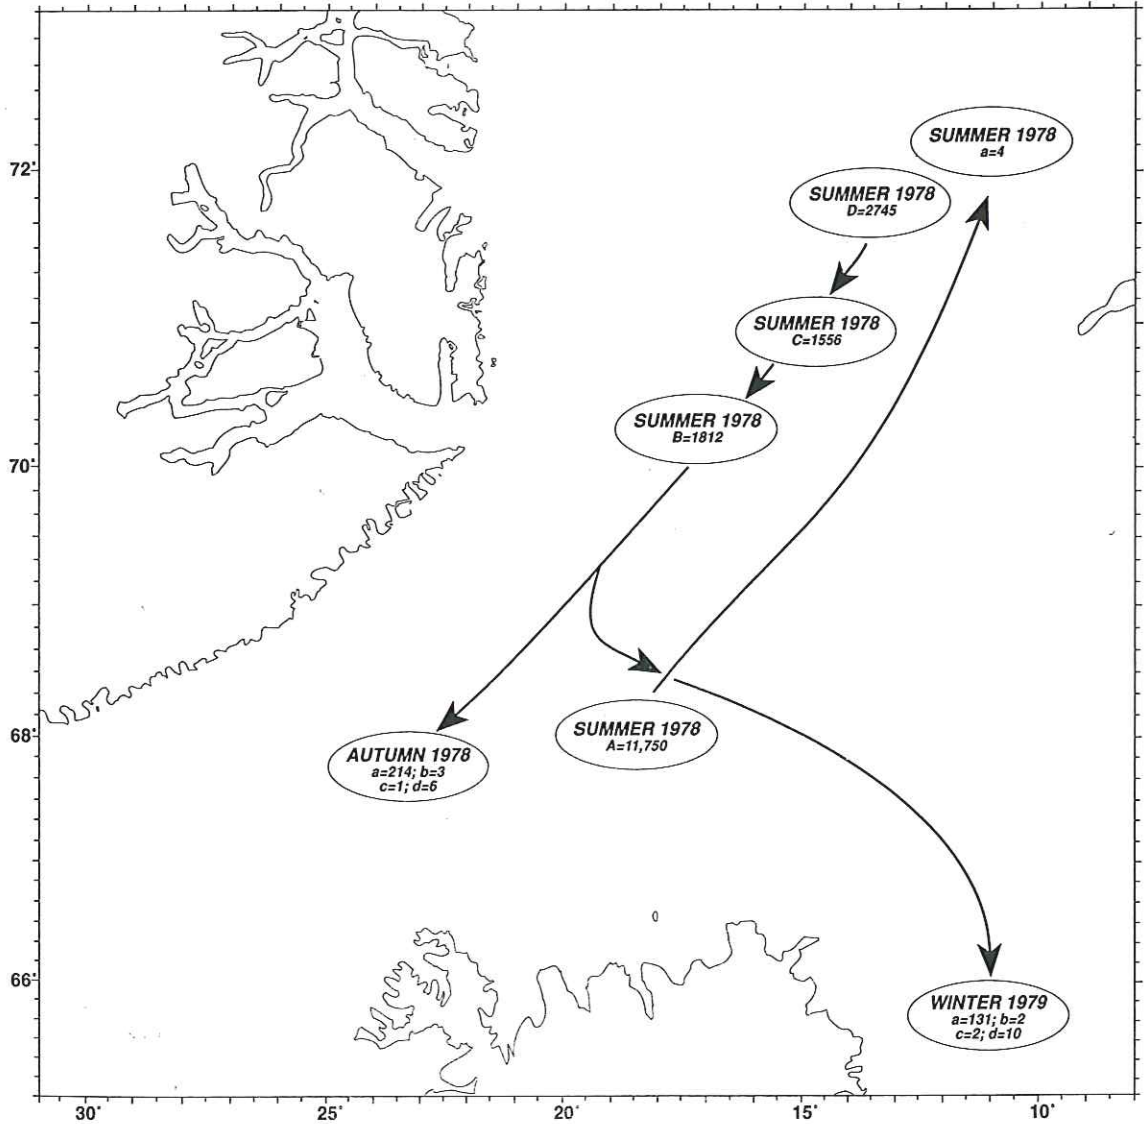 72°
70°
68°
66°
SUMMER 1978
a=4
SUMMER 1978
D=2745
SUMMER 1978
C=1556
SUMMER 1978
B=1812
SUMMER 1978
A=11,750
AUTUMN 1978
a=214; b=3
c=1; d=6
WINTER 1979
a=131; b=2
c=2; d=10
30°
25°
20°
15°
10°